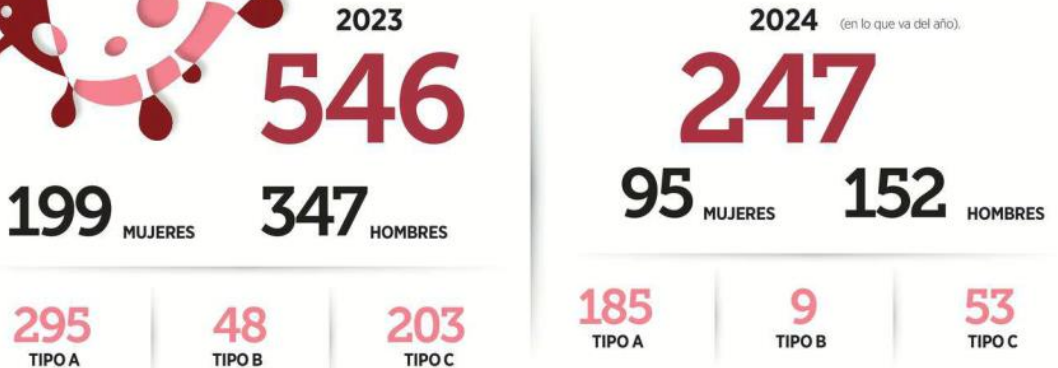 2023
546
199 MUJERES 347 HOMBRES
295 48 203
TIPO A TIPO B TIPO C
2024 (en lo que va del año).
247
95 MUJERES 152 HOMBRES
185 9 53
TIPO A TIPO B TIPO C